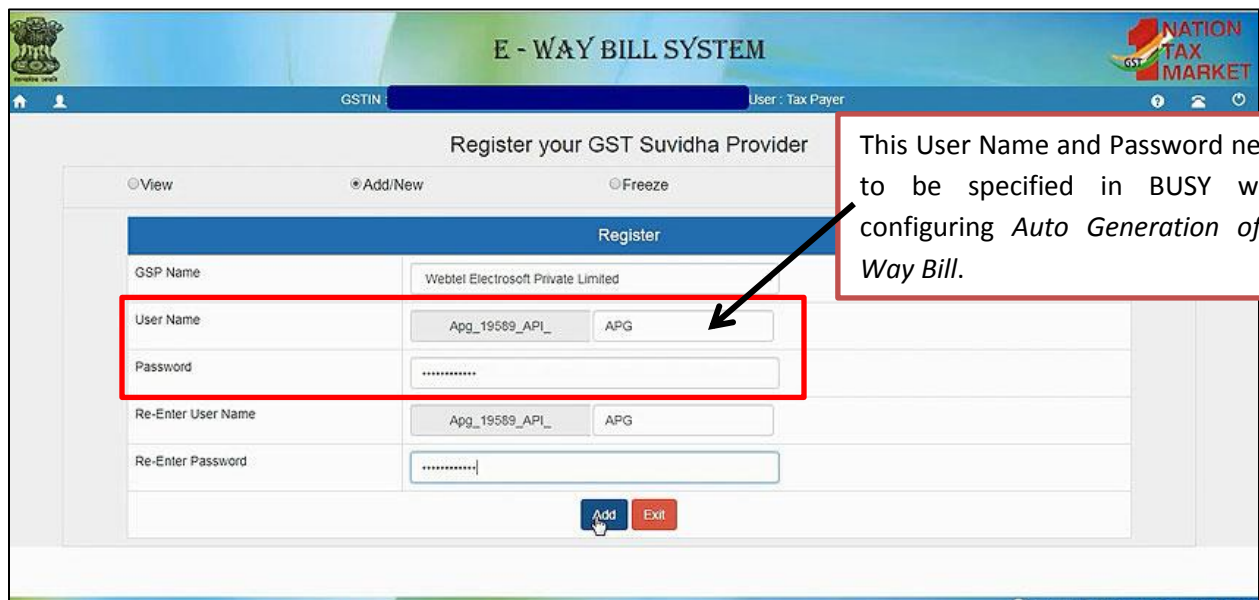 E - WAY BILL SYSTEM
NATION
TAX
MARKET
GST
GSTIN :
User : Tax Payer
Register your GST Suvidha Provider
This User Name and Password ne
to be specified in BUSY w
configuring Auto Generation of
Way Bill.
View
Add/New
Freeze
Register
GSP Name
Webtel Electrosoft Private Limited
User Name
Apg_19589_API_
APG
Password
••••••••••••
Re-Enter User Name
Apg_19589_API_
APG
Re-Enter Password
••••••••••••
Add
Exit